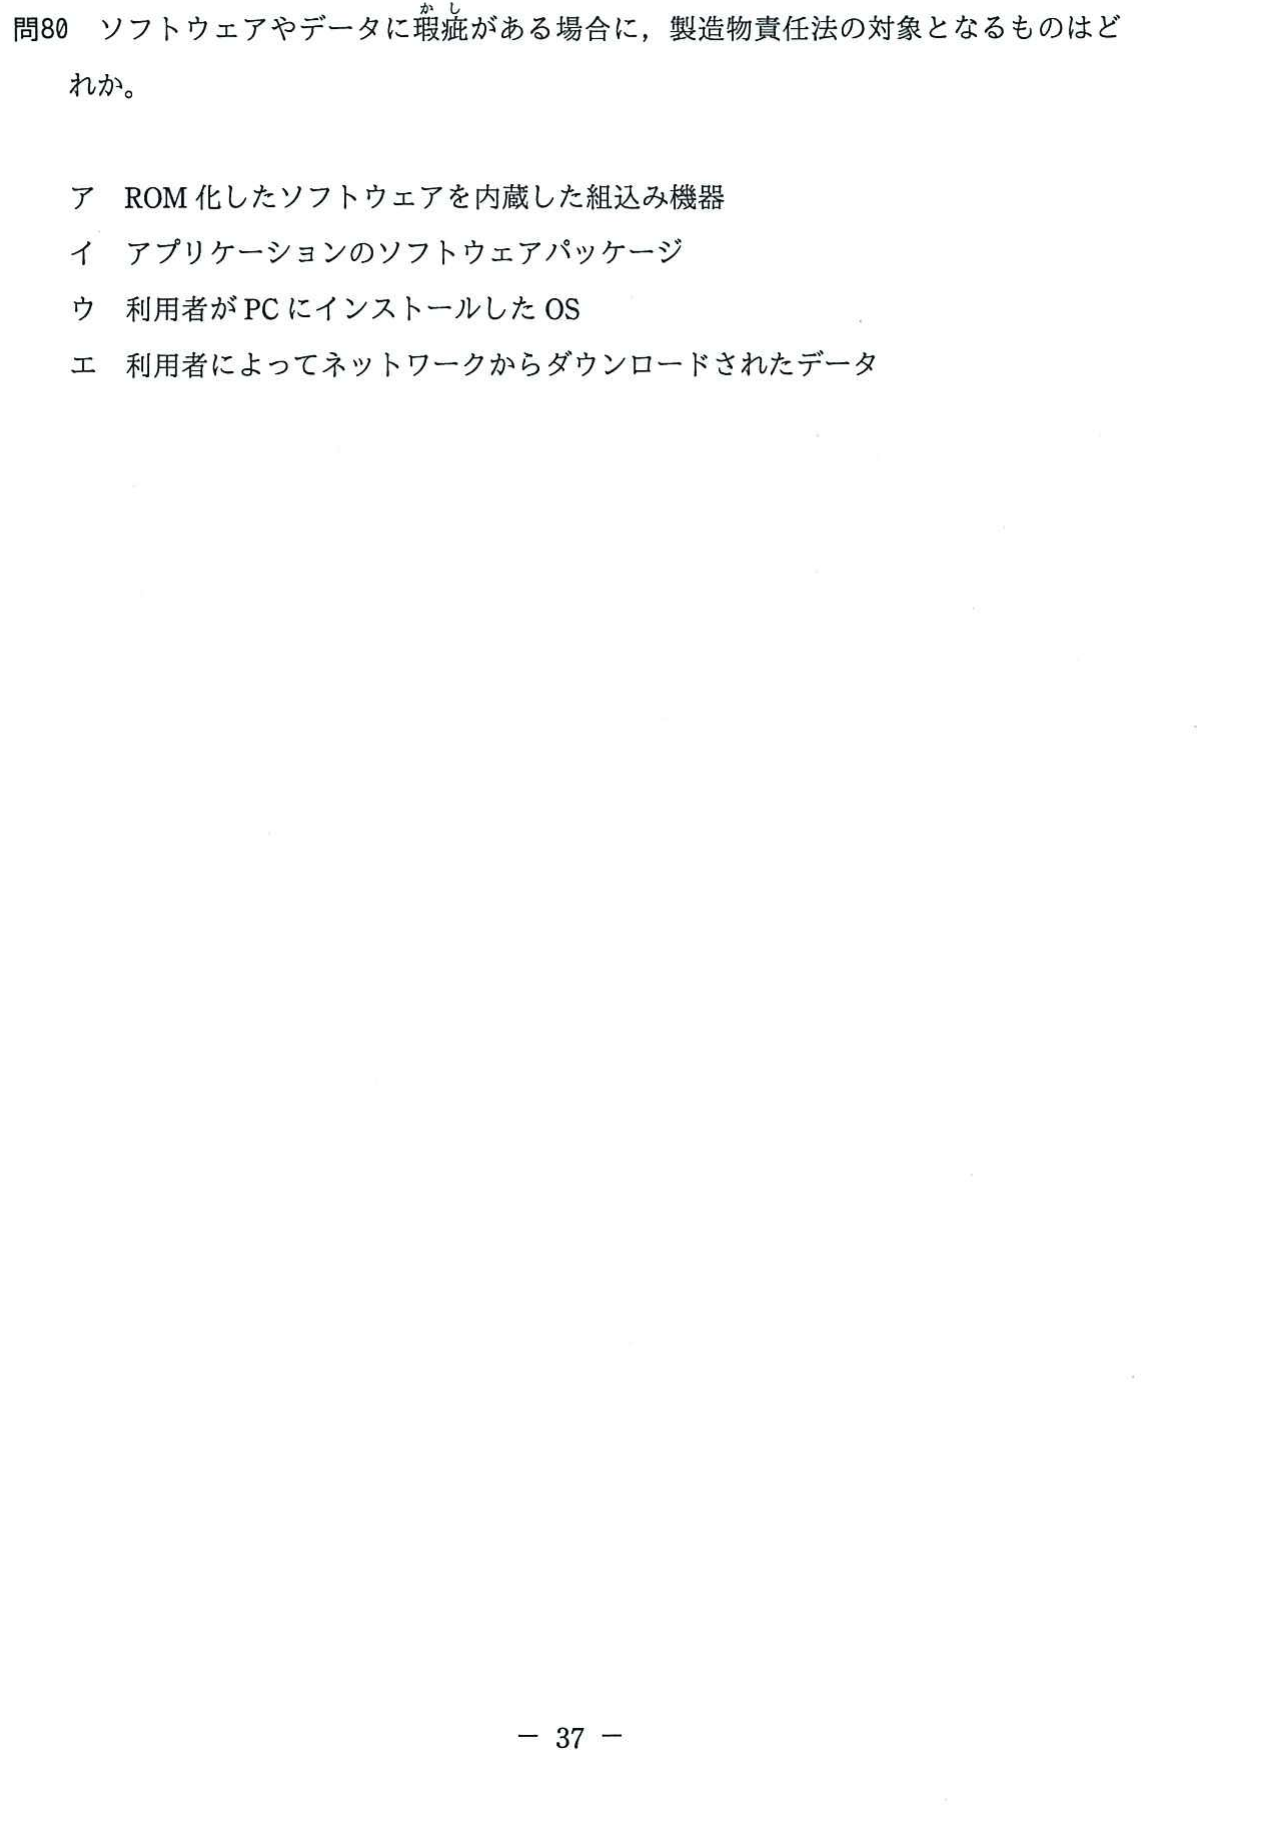 問80 ソフトウェアやデータに瑕疵がある場合に，製造物責任法の対象となるものはど
れか。
ア ROM 化したソフトウェアを内蔵した組込み機器
イ アプリケーションのソフトウェアパッケージ
ウ 利用者が PC にインストールした OS
エ 利用者によってネットワークからダウンロードされたデータ
－ 37 －